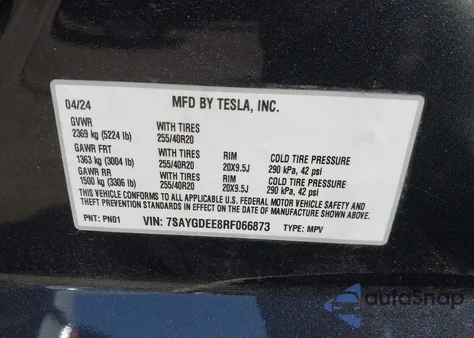 04/24 MFD BY TESLA, INC.
GVWR WITH TIRES
2369 kg (5224 lb) 255/40R20
GAWR FRT WITH TIRES RIM COLD TIRE PRESSURE
1363 kg (3004 lb) 255/40R20 20X9.5J 290 kPa, 42 psi
GAWR RR WITH TIRES RIM COLD TIRE PRESSURE
1500 kg (3306 lb) 255/40R20 20X9.5J 290 kPa, 42 psi
THIS VEHICLE CONFORMS TO ALL APPLICABLE U.S. FEDERAL MOTOR VEHICLE SAFETY AND
THEFT PREVENTION STANDARDS IN EFFECT ON THE DATE OF MANUFACTURE SHOWN ABOVE.
PNT: PN01 VIN: 7SAYGDEE8RF066873 TYPE: MPV
autoSnap